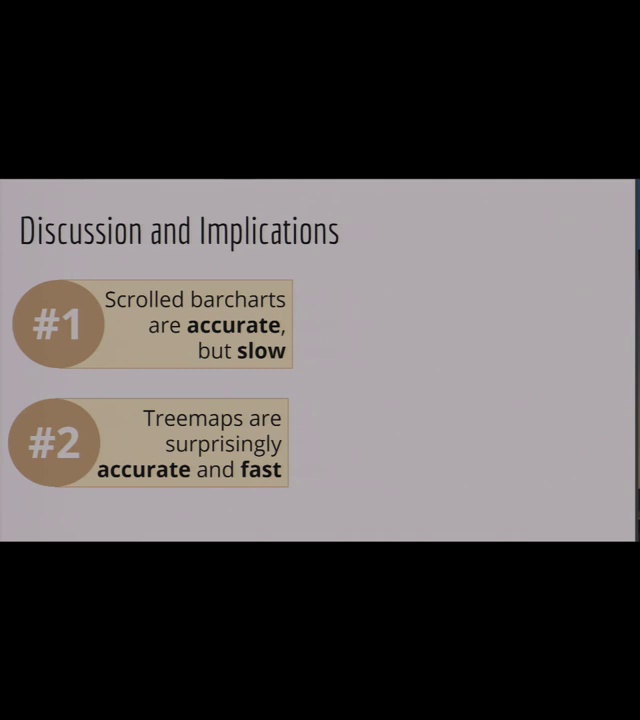 Discussion and Implications
#1
Scrolled barcharts
are accurate,
but slow
#2
Treemaps are
surprisingly
accurate and fast